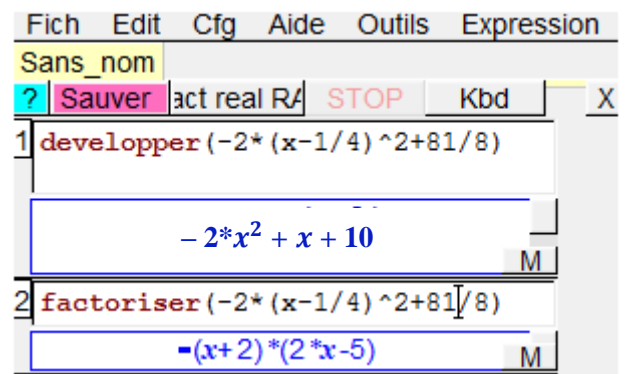 Fich Edit Cfg Aide Outils Expression
Sans_nom
? Sauver act real RA STOP Kbd X
1 developper(-2*(x-1/4)^2+81/8)
– 2*x² + x + 10
M
2 factoriser(-2*(x-1/4)^2+81/8)
-(x+2)*(2*x-5)
M